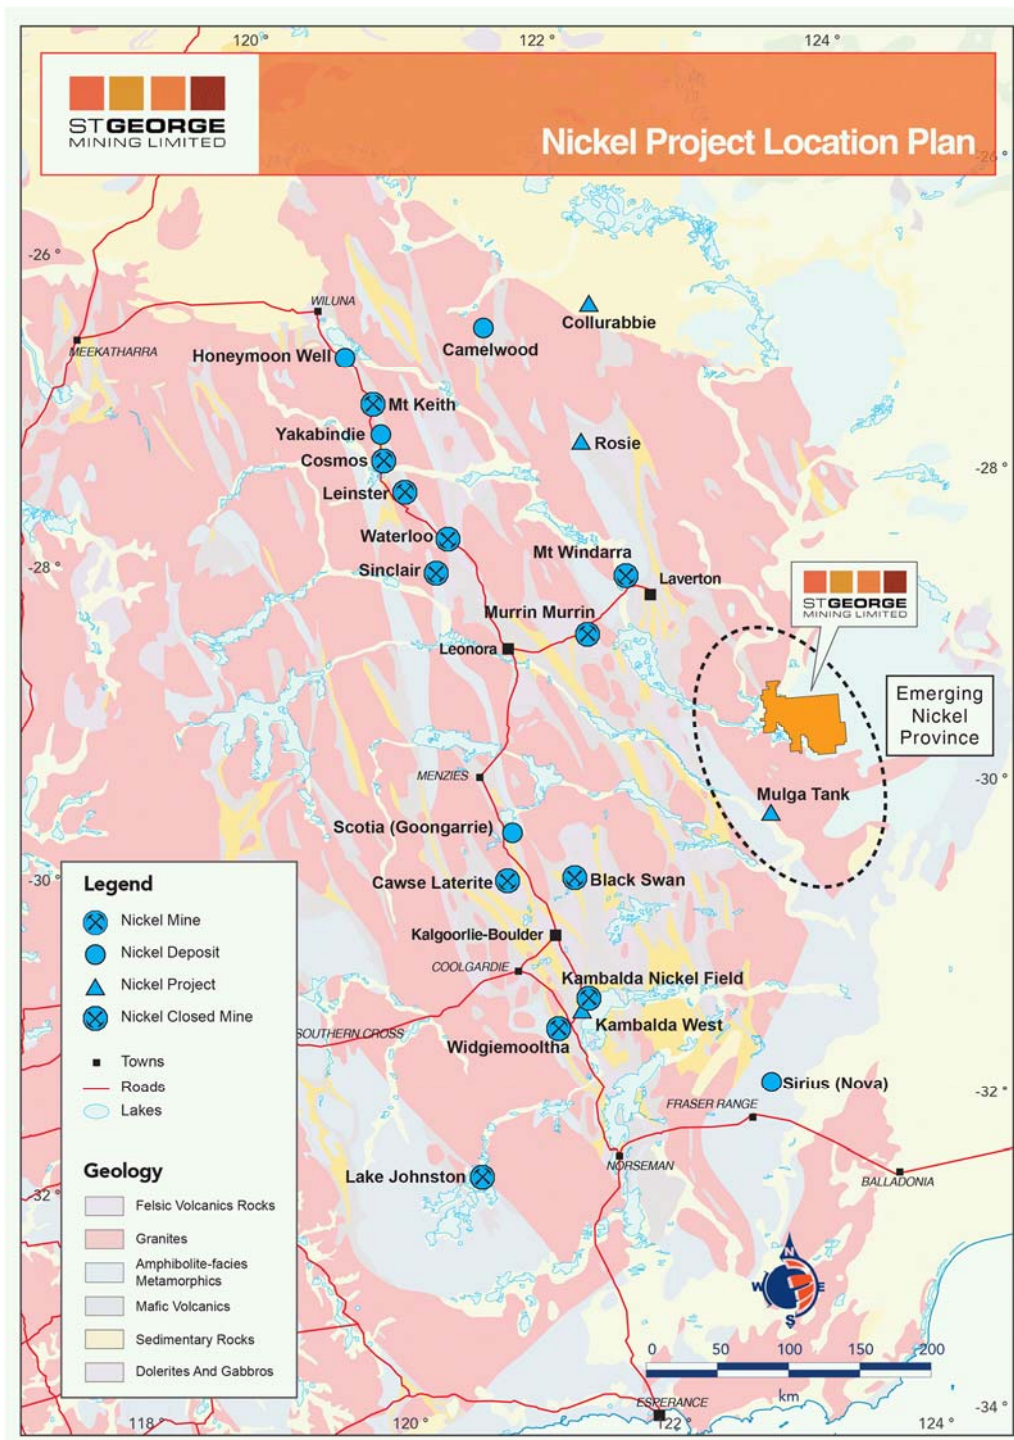 120 °
122 °
124 °
STGEORGE
MINING LIMITED
Nickel Project Location Plan
-26 °
-26 °
WILUNA
Collurabbie
MEEKATHARRA
Honeymoon Well
Camelwood
Mt Keith
Yakabindie
Rosie
Cosmos
-28 °
Leinster
Waterloo
Mt Windarra
-28 °
Sinclair
Laverton
STGEORGE
MINING LIMITED
Murrin Murrin
Leonora
Emerging
Nickel
Province
MENZIES
-30 °
Mulga Tank
Scotia (Goongarrie)
-30 °
Cawse Laterite
Black Swan
Kalgoorlie-Boulder
COOLGARDIE
Kambalda Nickel Field
SOUTHERN CROSS
Kambalda West
Widgiemooltha
Sirius (Nova)
-32 °
FRASER RANGE
NORSEMAN
Lake Johnston
BALLADONIA
-32 °
Legend
Nickel Mine
Nickel Deposit
Nickel Project
Nickel Closed Mine
Towns
Roads
Lakes
Geology
Felsic Volcanics Rocks
Granites
Amphibolite-facies
Metamorphics
Mafic Volcanics
Sedimentary Rocks
Dolerites And Gabbros
N
W E
S
0 50 100 150 200
km
ESPERANCE
-34 °
118 °
120 °
122 °
124 °